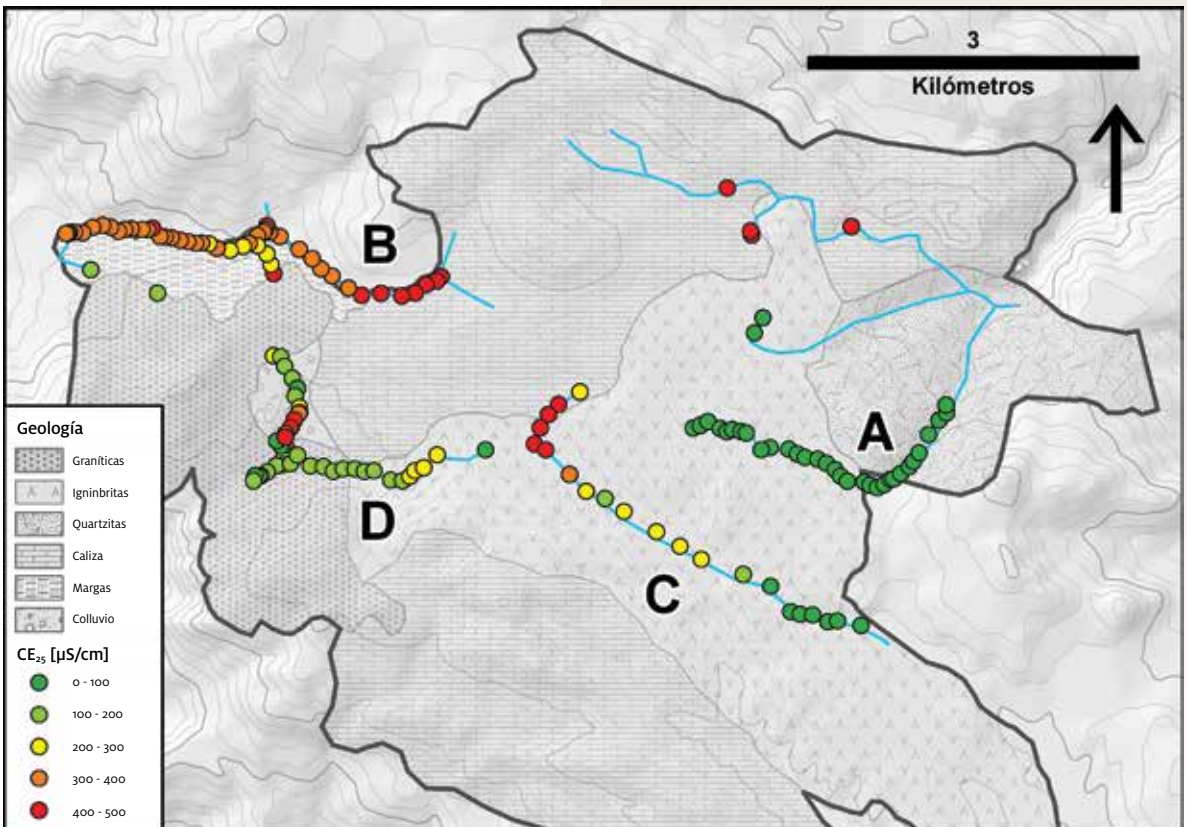 3
Kilómetros
B
A
D
C
Geología
Graníticas
Igninbritas
Quartzitas
Caliza
Margas
Colluvio
CE₂₅ [µS/cm]
0 - 100
100 - 200
200 - 300
300 - 400
400 - 500